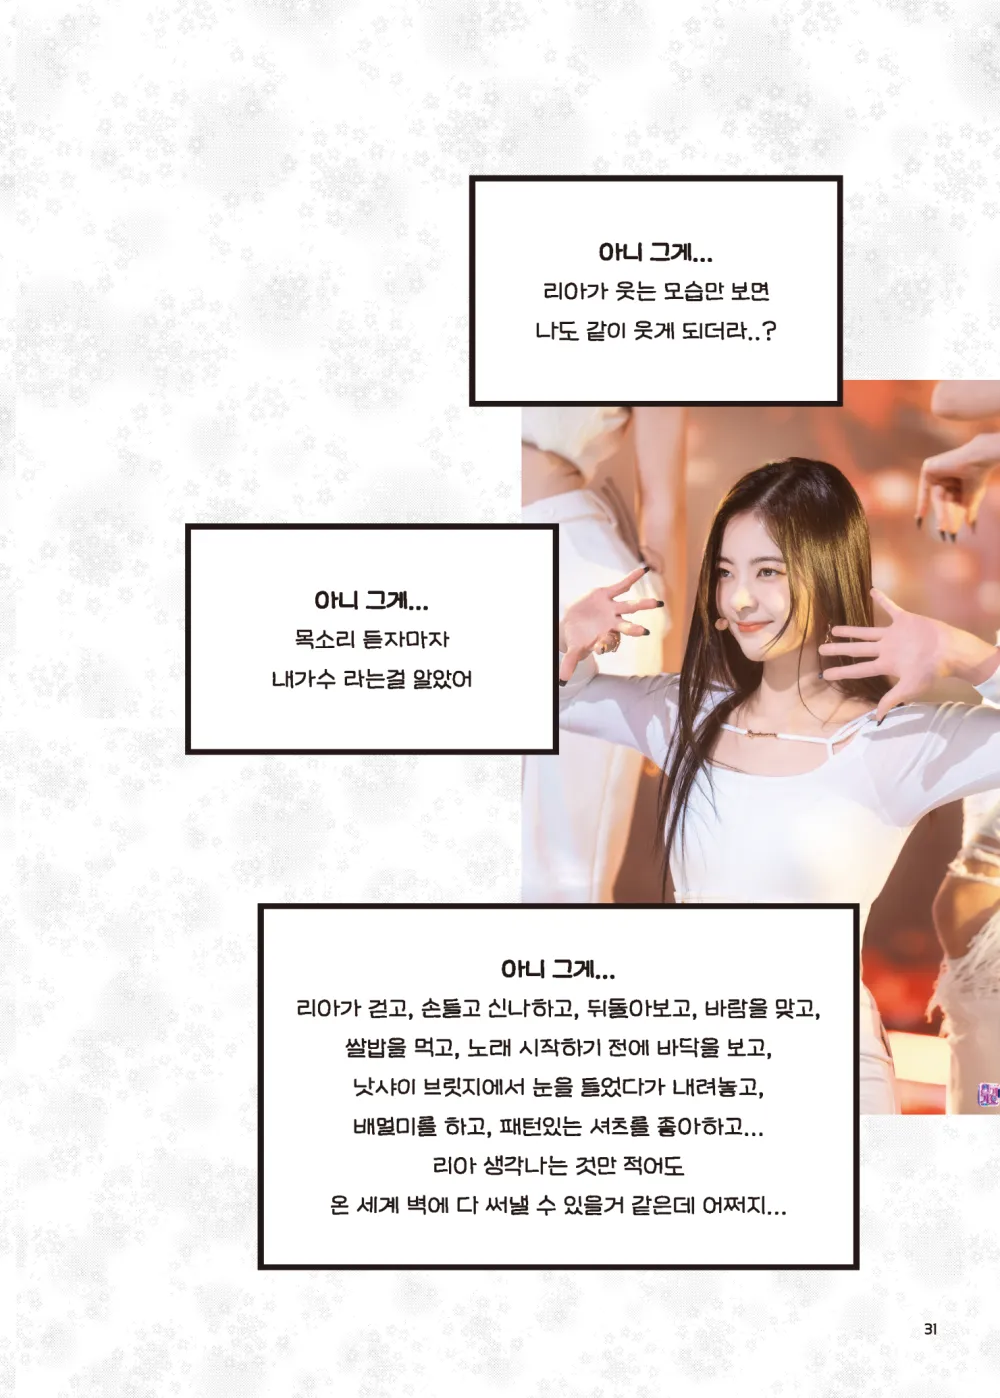 아니 그게...
리아가 웃는 모습만 보면
나도 같이 웃게 되더라..?
아니 그게...
목소리 듣자마자
내가수 라는걸 알았어
아니 그게...
리아가 걷고, 손들고 신나하고, 뒤돌아보고, 바람을 맞고,
쌀밥을 먹고, 노래 시작하기 전에 바닥을 보고,
낫샤이 브릿지에서 눈을 들었다가 내려놓고,
배멀미를 하고, 패턴있는 셔츠를 좋아하고...
리아 생각나는 것만 적어도
온 세계 벽에 다 써낼 수 있을거 같은데 어쩌지...
31